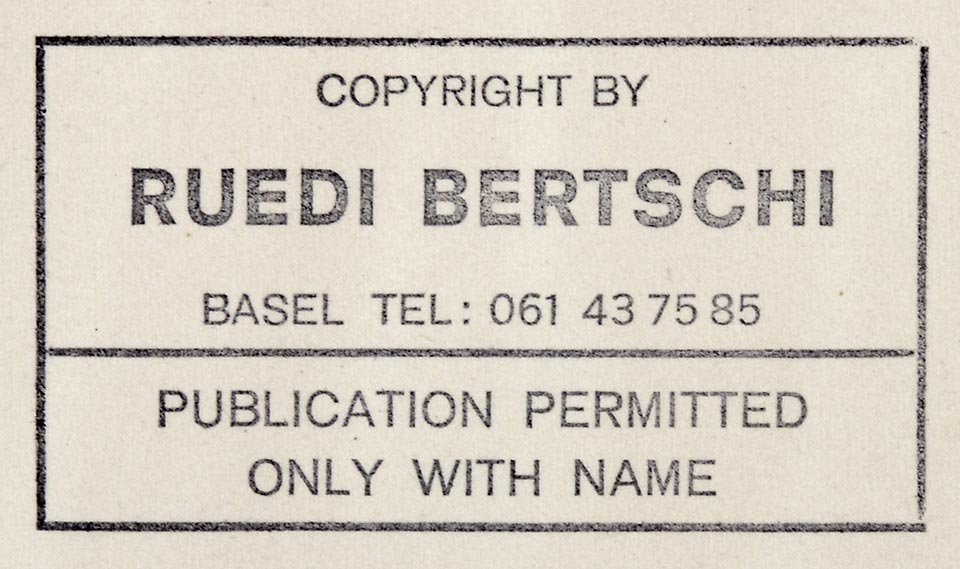 COPYRIGHT BY
RUEDI BERTSCHI
BASEL TEL: 061 43 75 85
PUBLICATION PERMITTED
ONLY WITH NAME